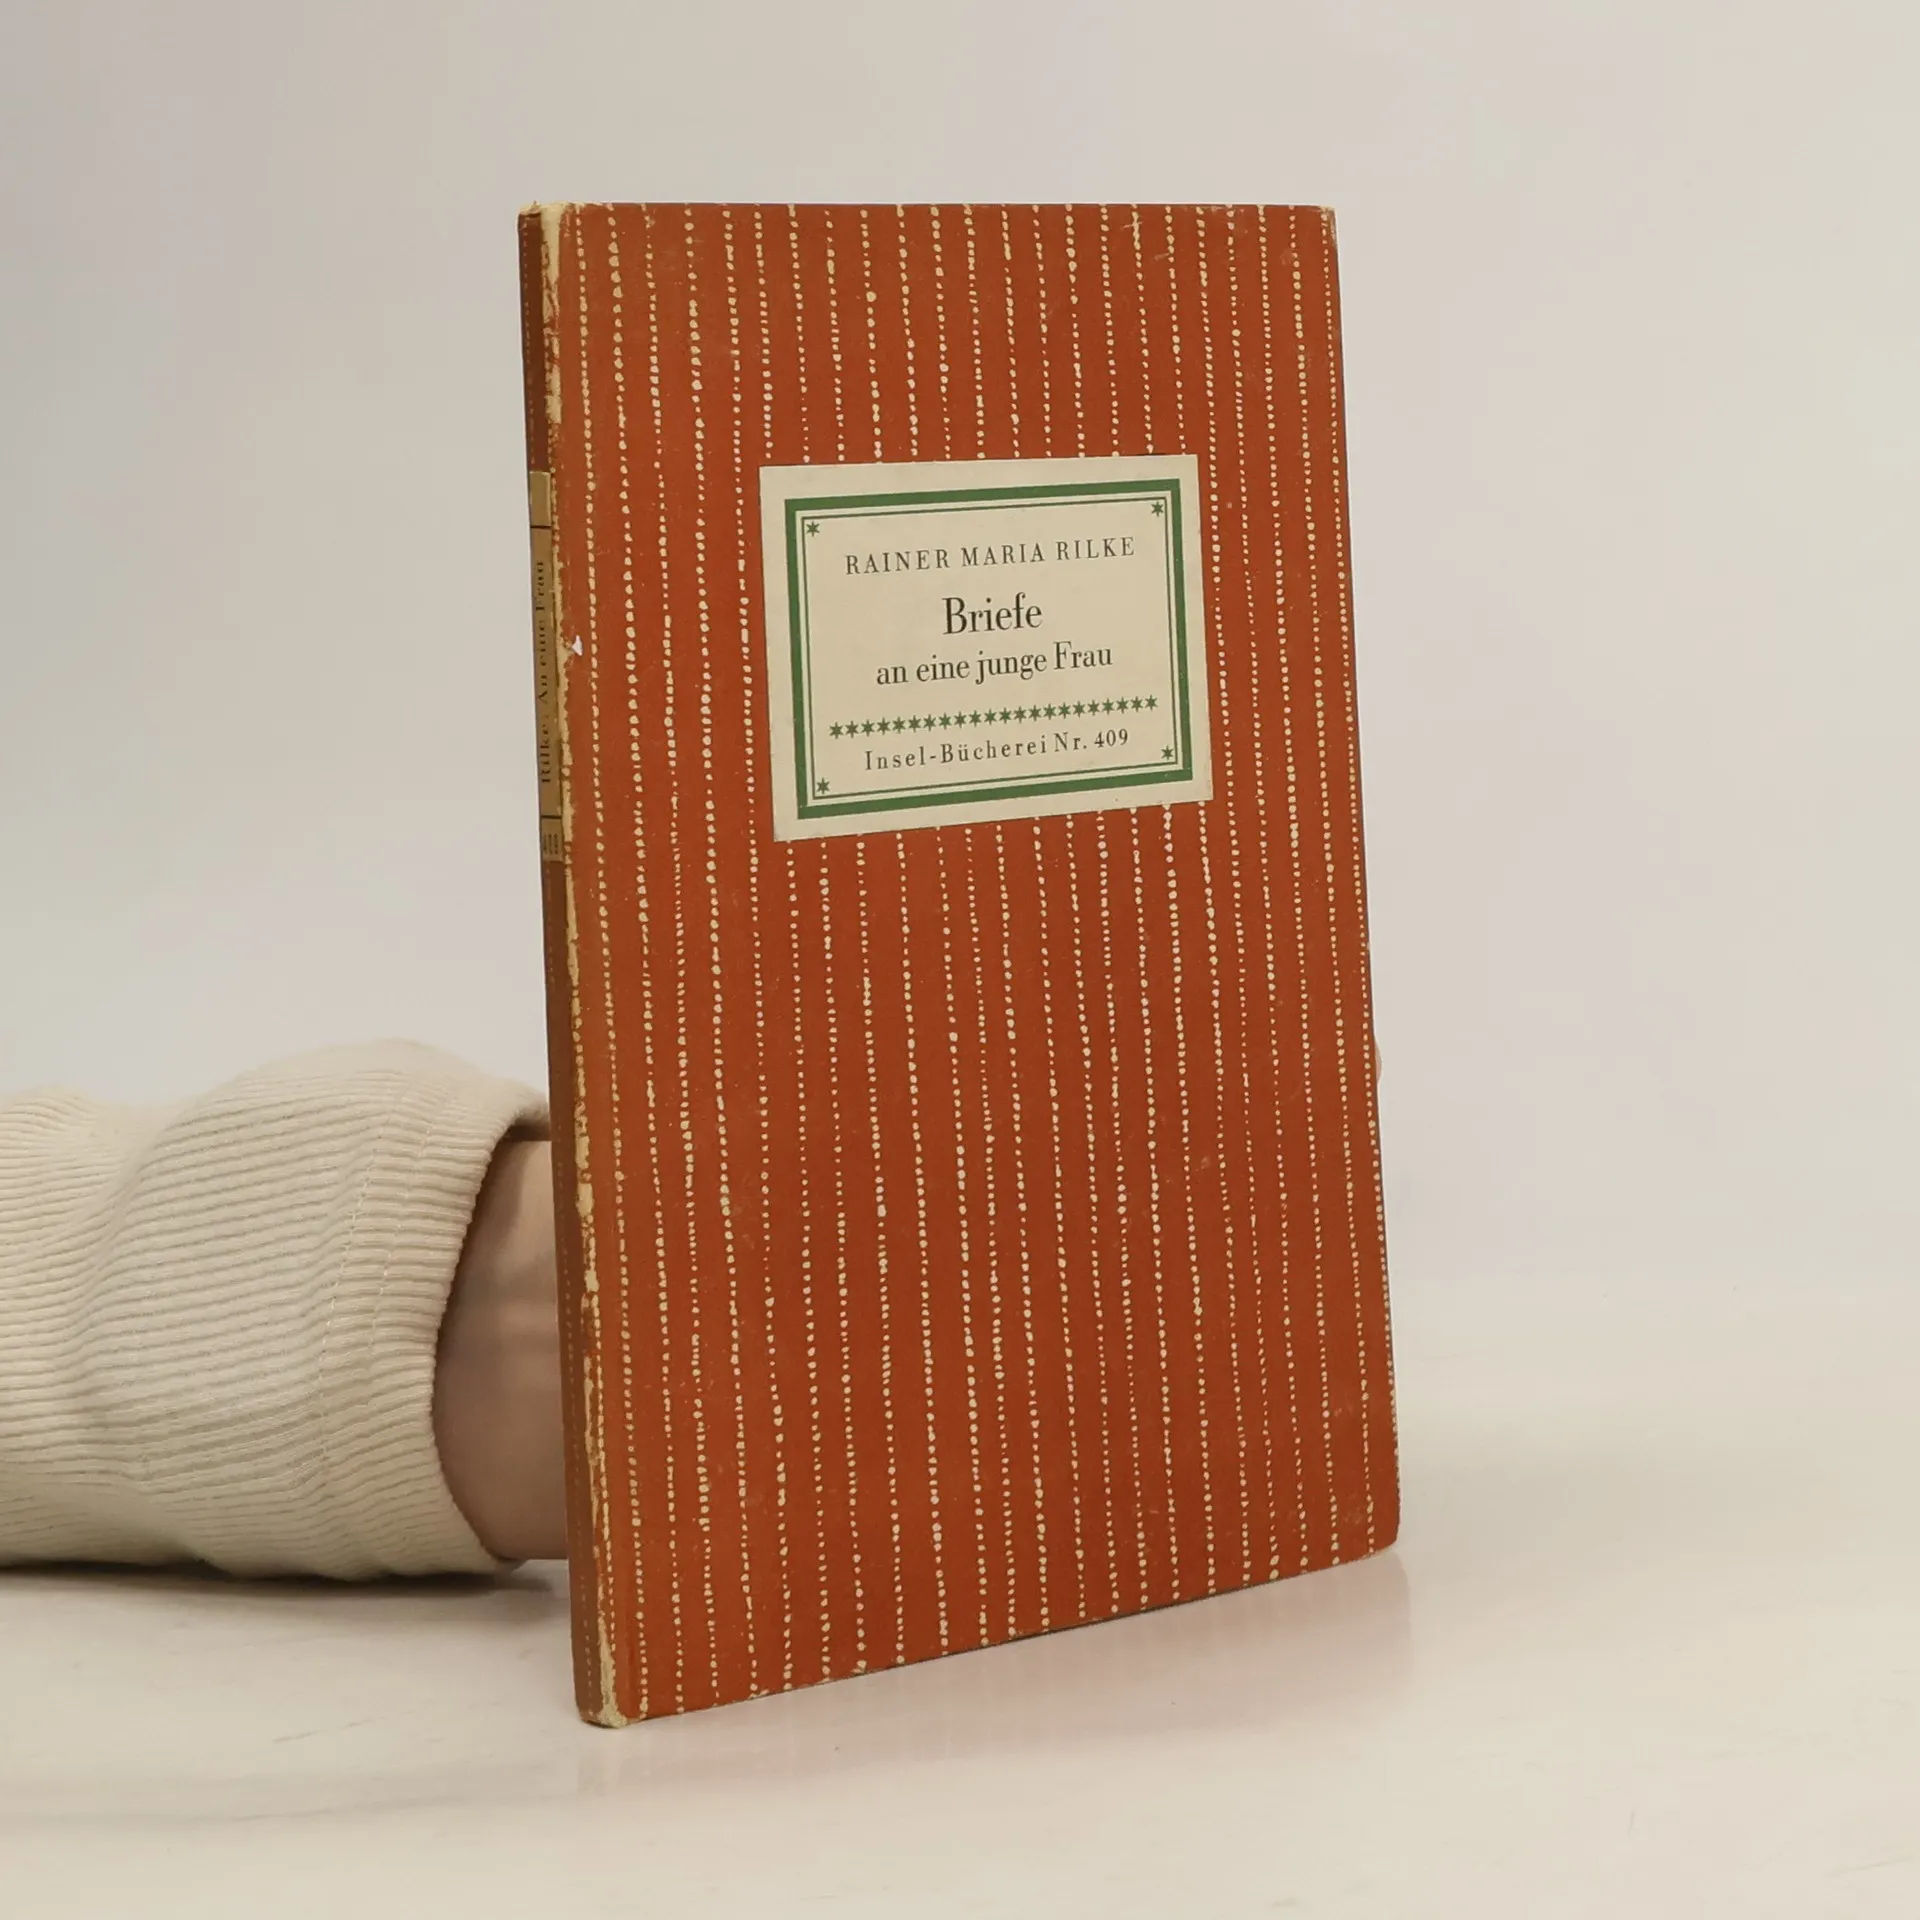 RAINER MARIA RILKE
Briefe
an eine junge Frau
Insel-Bücherei Nr. 409
Rilke: An eine Frau